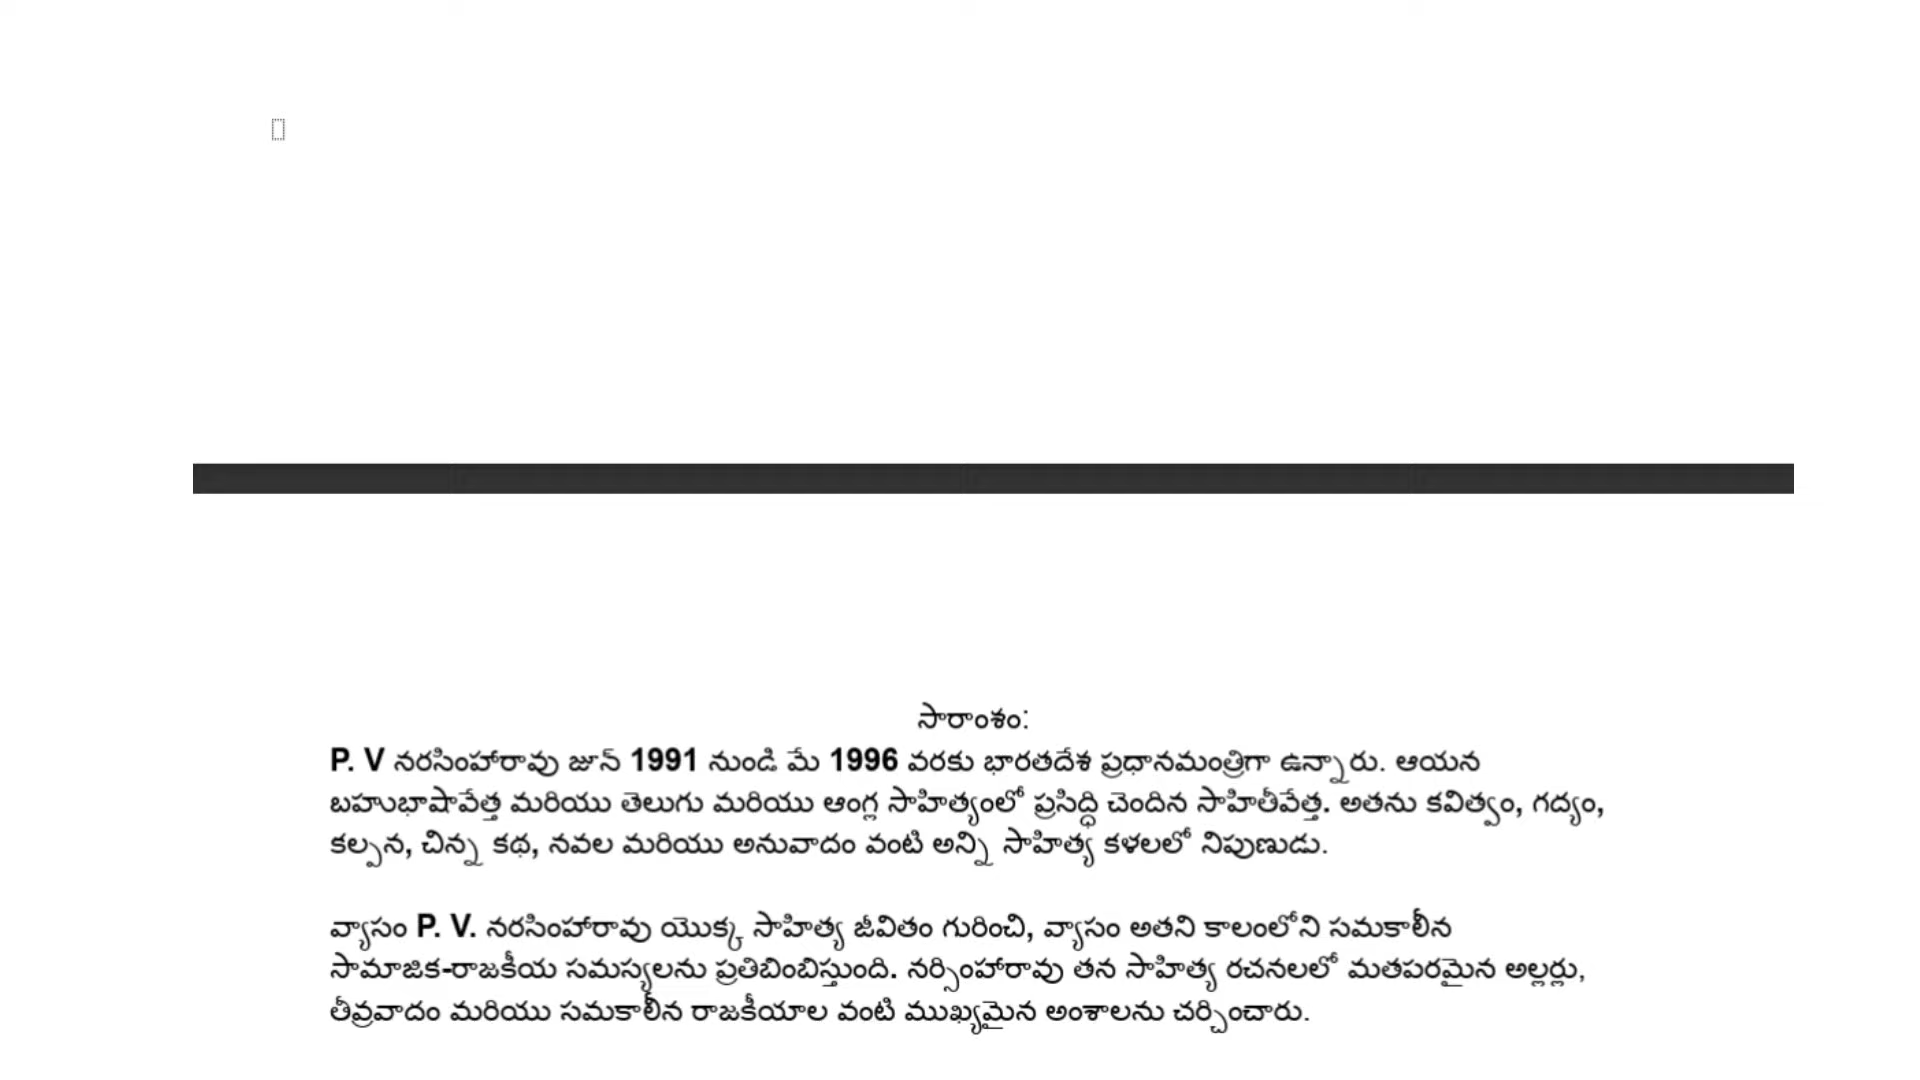 సారాంశం:
P. V నరసింహారావు జూన్ 1991 నుండి మే 1996 వరకు భారతదేశ ప్రధానమంత్రిగా ఉన్నారు. ఆయన
బహుభాషావేత్త మరియు తెలుగు మరియు ఆంగ్ల సాహిత్యంలో ప్రసిద్ధి చెందిన సాహితీవేత్త. అతను కవిత్వం, గద్యం,
కల్పన, చిన్న కథ, నవల మరియు అనువాదం వంటి అన్ని సాహిత్య కళలలో నిపుణుడు.
వ్యాసం P. V. నరసింహారావు యొక్క సాహిత్య జీవితం గురించి, వ్యాసం అతని కాలంలోని సమకాలీన
సామాజిక-రాజకీయ సమస్యలను ప్రతిబింబిస్తుంది. నర్సింహారావు తన సాహిత్య రచనలలో మతపరమైన అల్లర్లు,
తీవ్రవాదం మరియు సమకాలీన రాజకీయాల వంటి ముఖ్యమైన అంశాలను చర్చించారు.